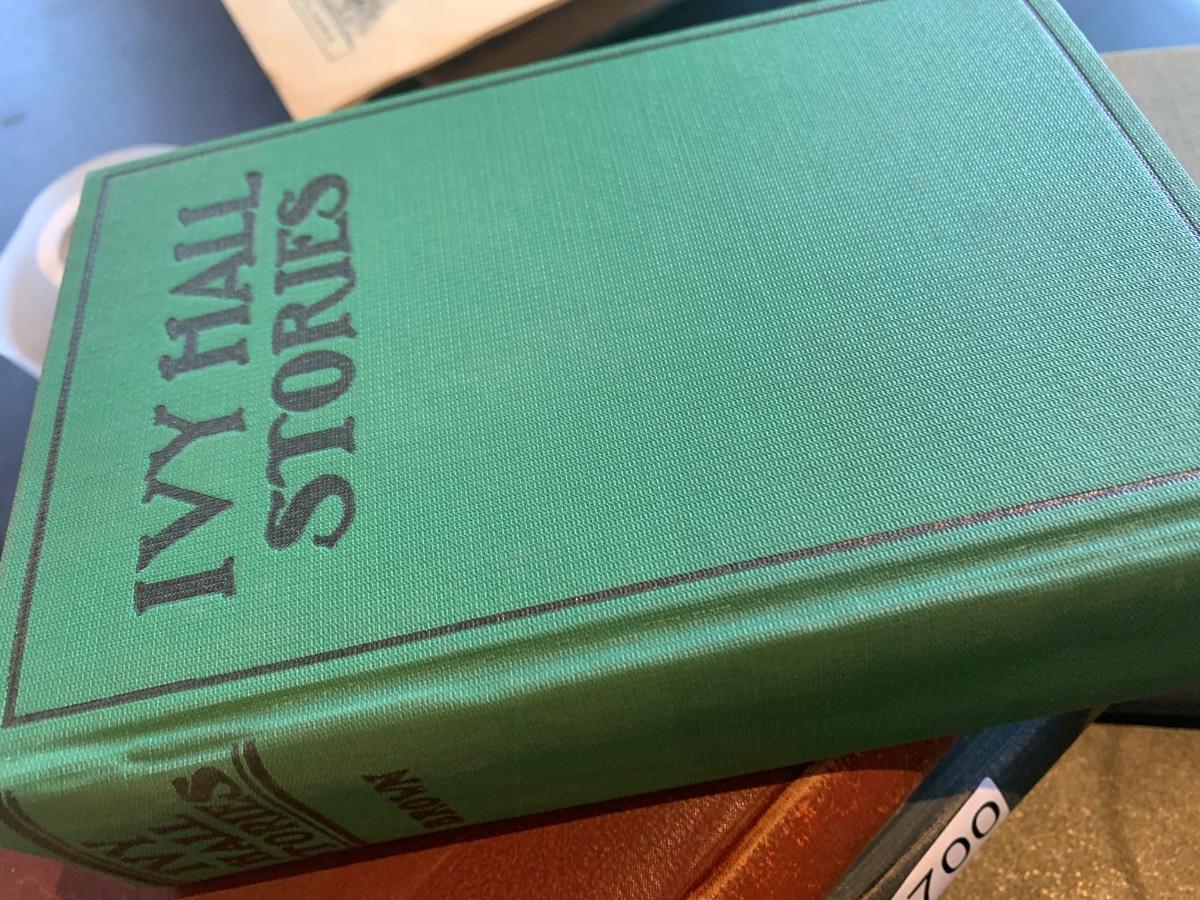 IVY HALL
STORIES
IVY
HALL
STORIES
BROWN
700